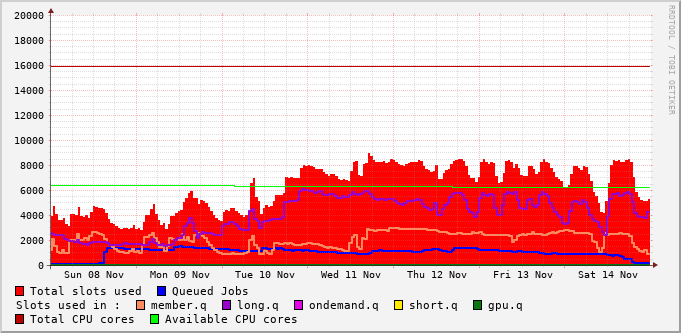 20000
18000
16000
14000
12000
10000
8000
6000
4000
2000
0
Sun 08 Nov Mon 09 Nov Tue 10 Nov Wed 11 Nov Thu 12 Nov Fri 13 Nov Sat 14 Nov
Total slots used Queued Jobs
Slots used in : member.q long.q ondemand.q short.q gpu.q
Total CPU cores Available CPU cores
RRDTOOL / TOBI OETIKER